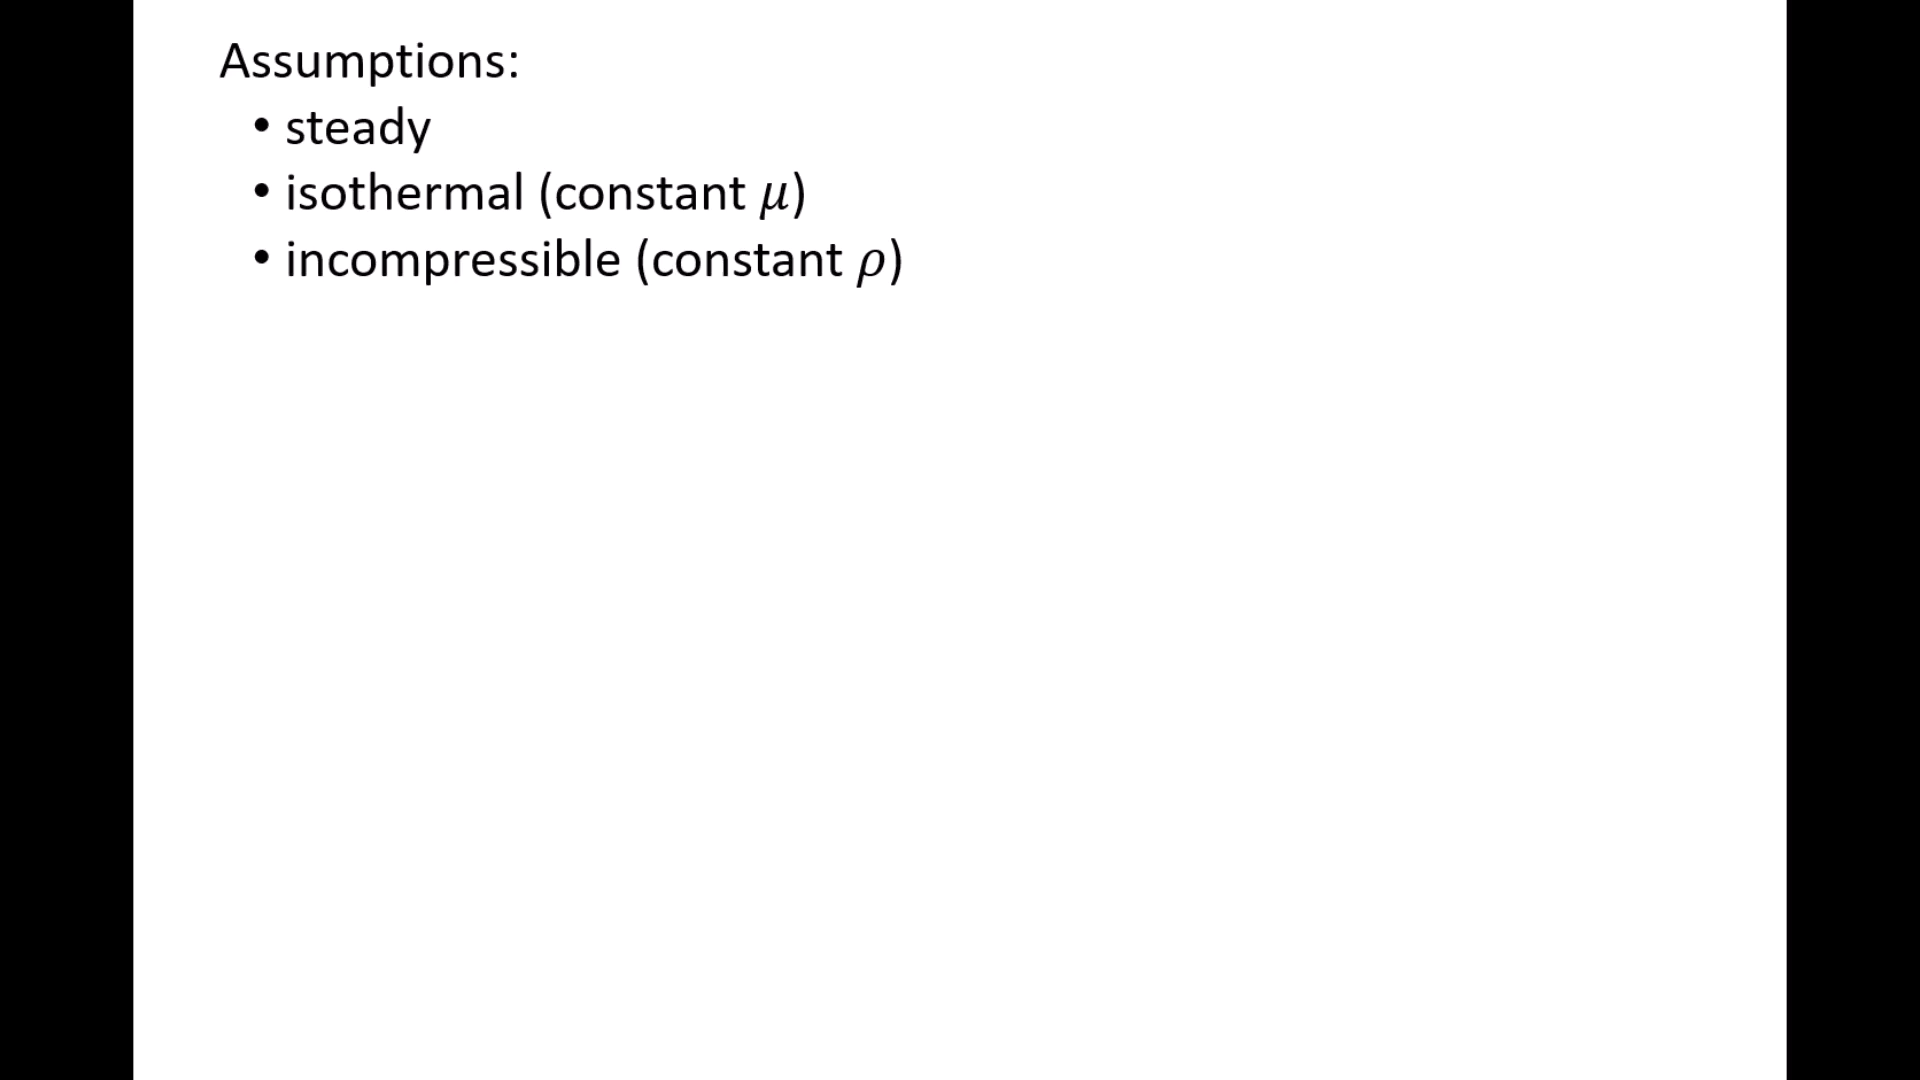 Assumptions:
• steady
• isothermal (constant μ)
• incompressible (constant ρ)